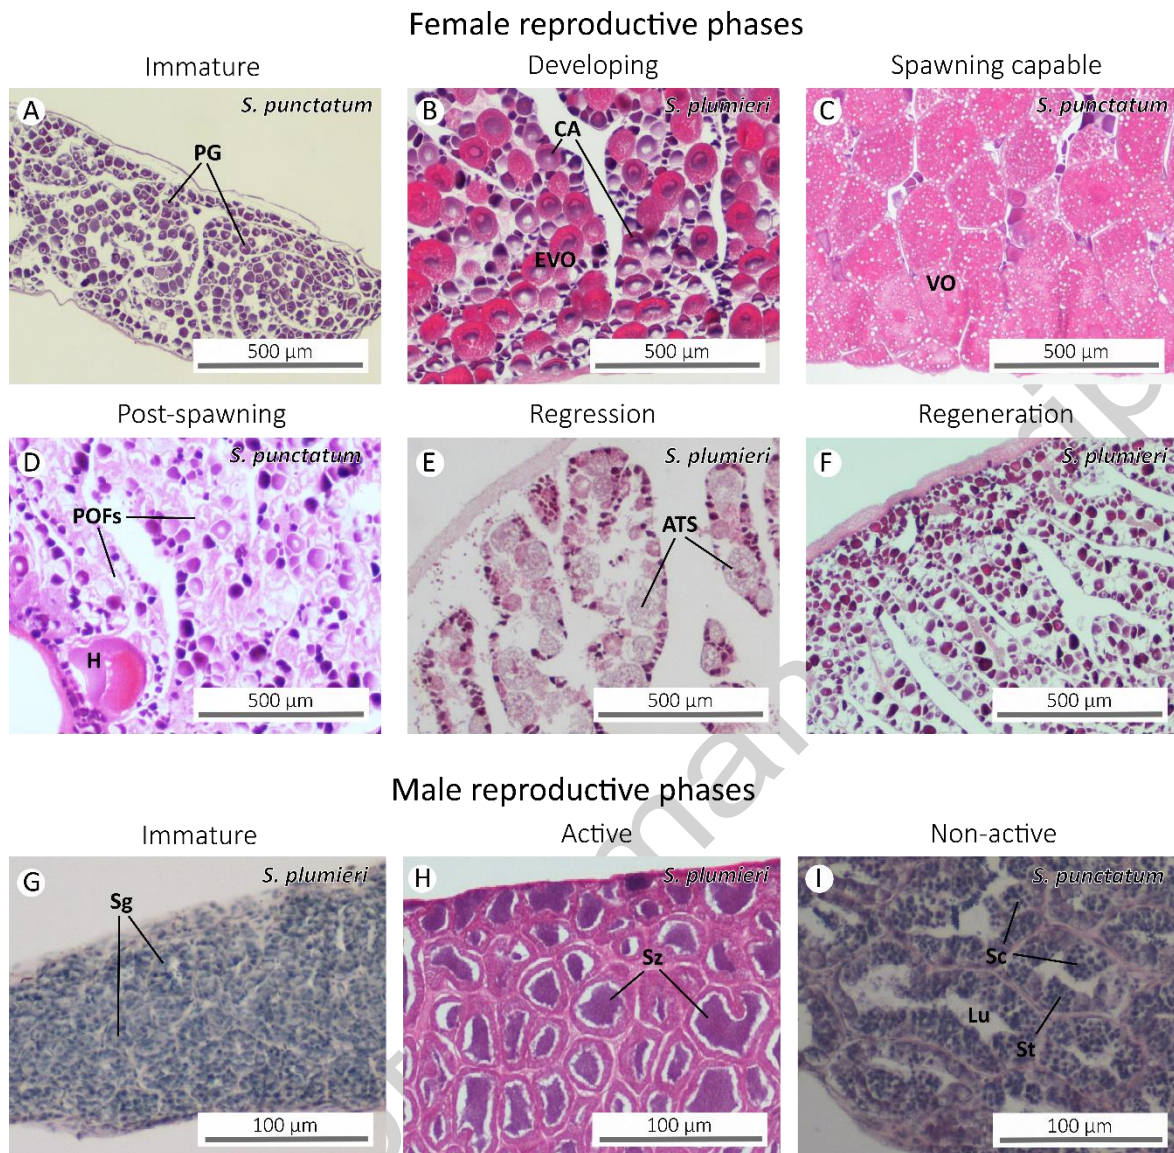 Female reproductive phases
Immature
Developing
Spawning capable
A
S. punctatum
PG
500 µm
B
S. plumieri
CA
EVO
500 µm
C
S. punctatum
VO
500 µm
Post-spawning
Regression
Regeneration
D
S. punctatum
POFs
H
500 µm
E
S. plumieri
ATS
500 µm
F
S. plumieri
500 µm
Male reproductive phases
Immature
Active
Non-active
G
S. plumieri
Sg
100 µm
H
S. plumieri
Sz
100 µm
I
S. punctatum
Sc
Lu
St
100 µm